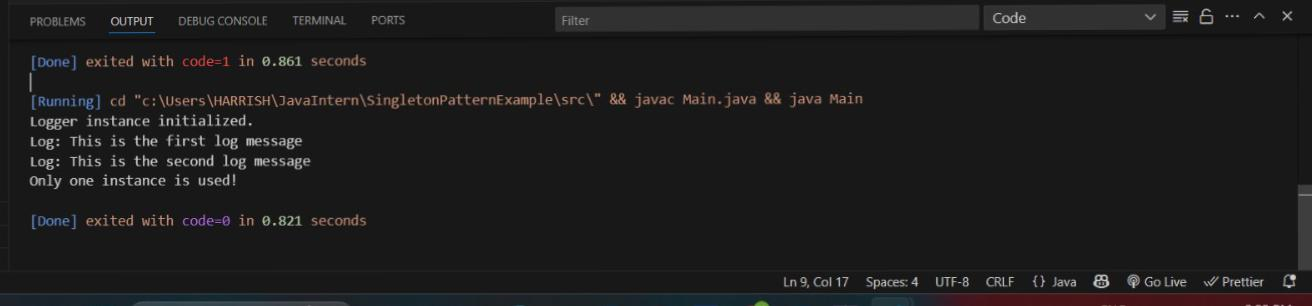 PROBLEMS OUTPUT DEBUG CONSOLE TERMINAL PORTS Filter Code
[Done] exited with code=1 in 0.861 seconds
[Running] cd "c:\Users\HARRISH\JavaIntern\SingletonPatternExample\src\" && javac Main.java && java Main
Logger instance initialized.
Log: This is the first log message
Log: This is the second log message
Only one instance is used!
[Done] exited with code=0 in 0.821 seconds
Ln 9, Col 17 Spaces: 4 UTF-8 CRLF {} Java Go Live Prettier